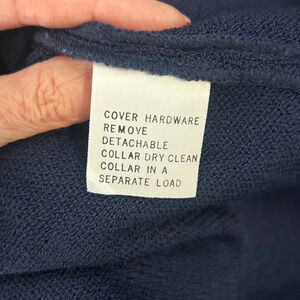 COVER HARDWARE
REMOVE
DETACHABLE
COLLAR DRY CLEAN
COLLAR IN A
SEPARATE LOAD